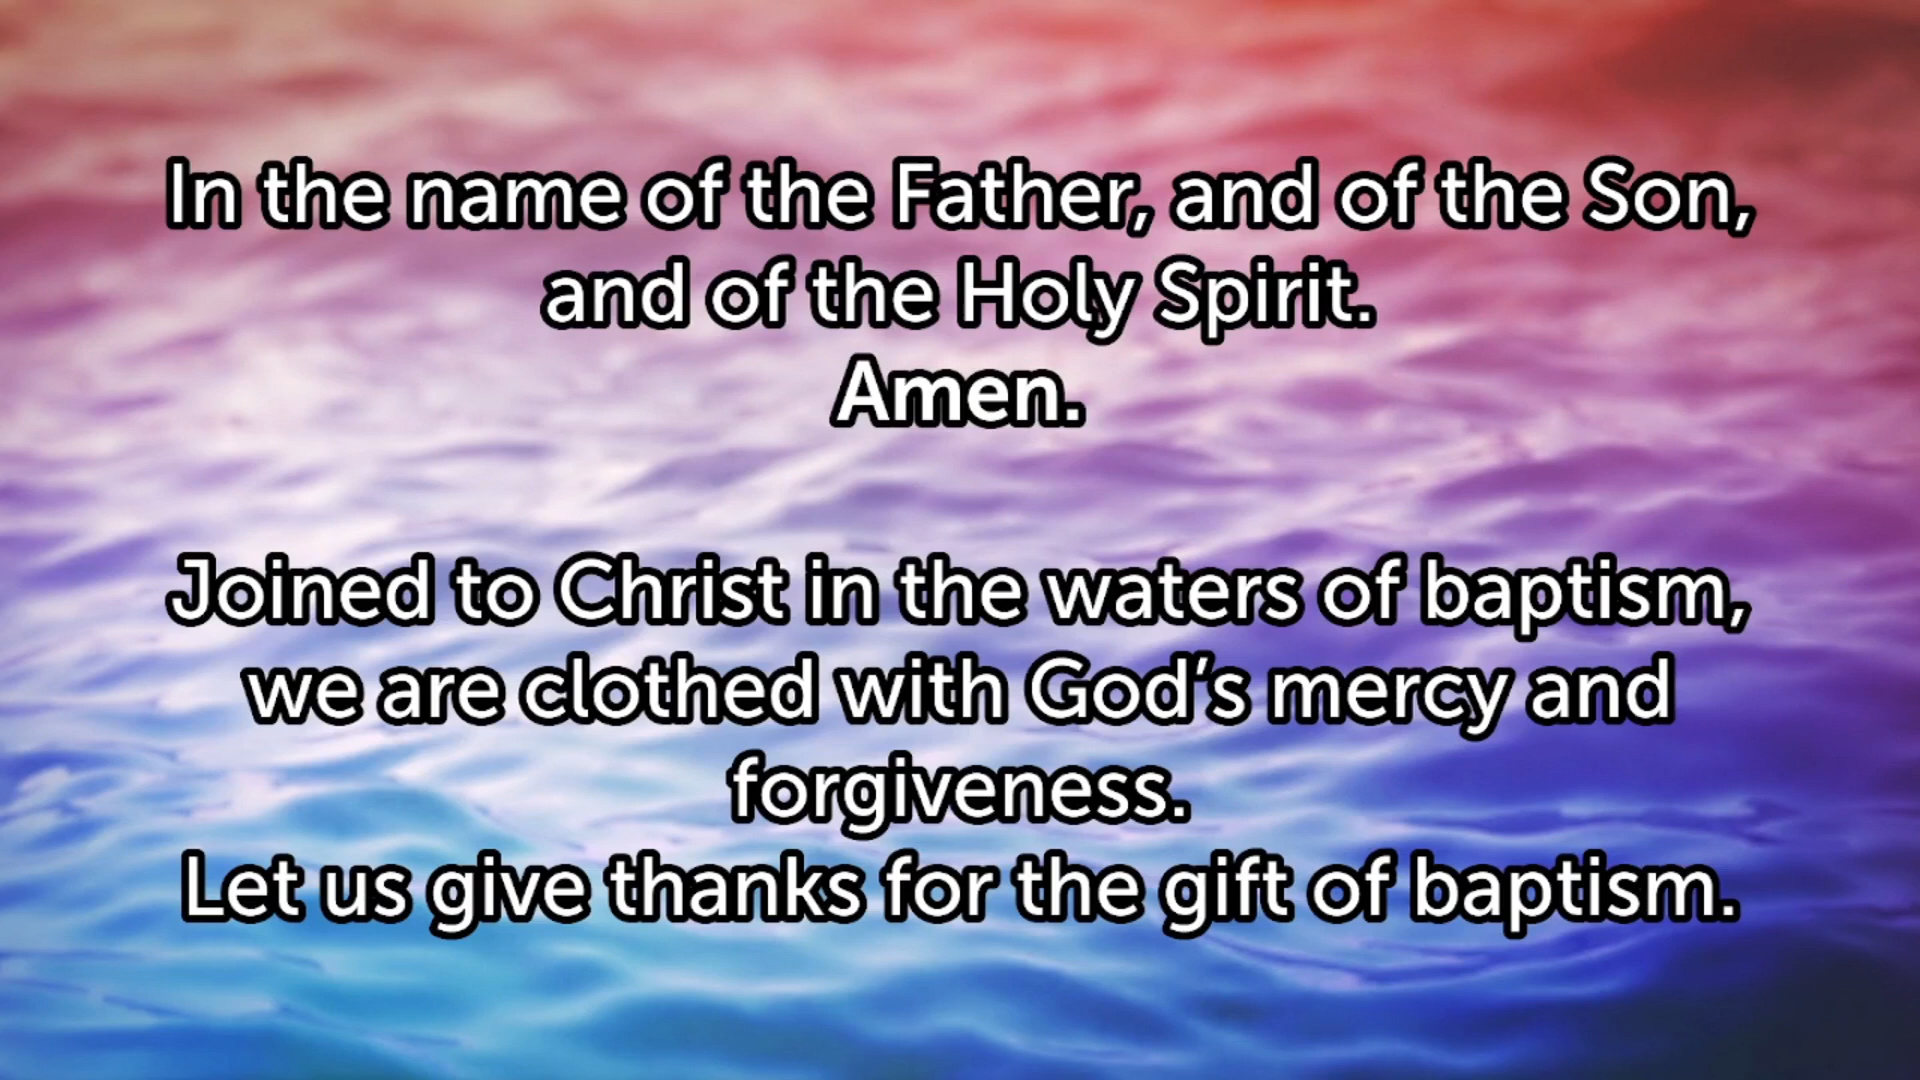 In the name of the Father, and of the Son,
and of the Holy Spirit.
Amen.
Joined to Christ in the waters of baptism,
we are clothed with God’s mercy and
forgiveness.
Let us give thanks for the gift of baptism.